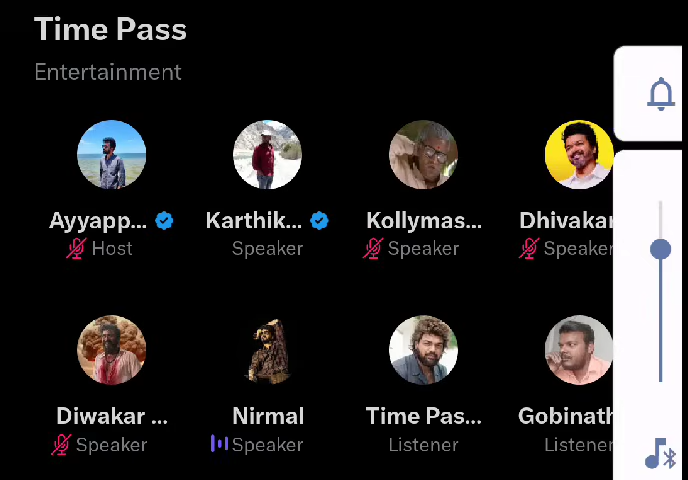 Time Pass
Entertainment
Ayyapp... Karthik... Kollymas... Dhivakar
Host Speaker Speaker Speaker
Diwakar ... Nirmal Time Pas... Gobinath
Speaker Speaker Listener Listener